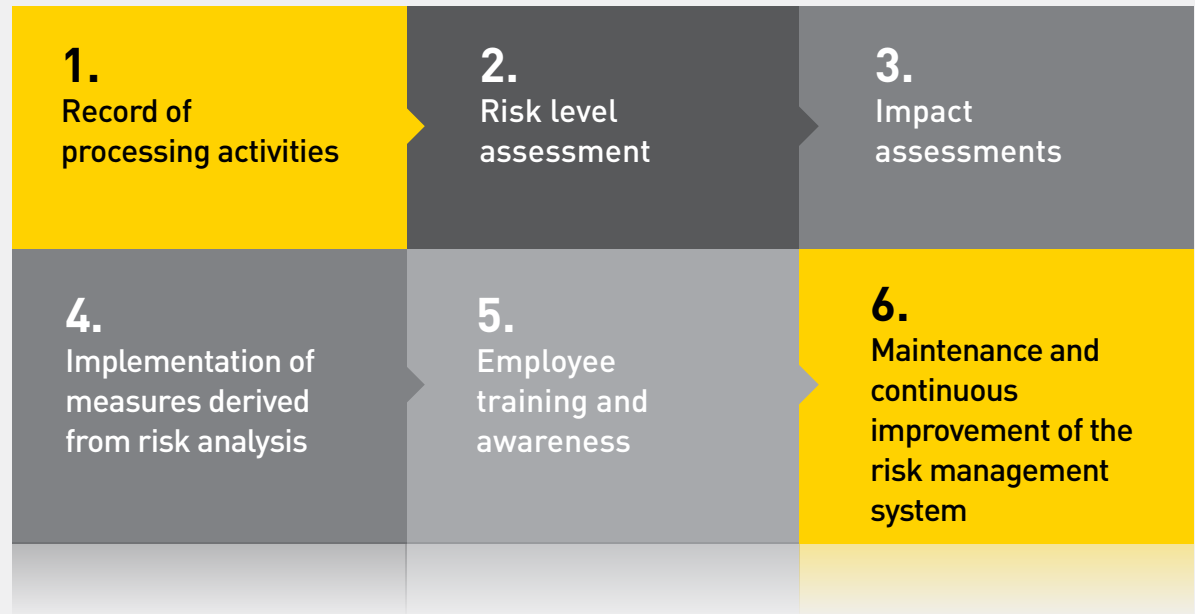 1.
Record of
processing activities
2.
Risk level
assessment
3.
Impact
assessments
4.
Implementation of
measures derived
from risk analysis
5.
Employee
training and
awareness
6.
Maintenance and
continuous
improvement of the
risk management
system